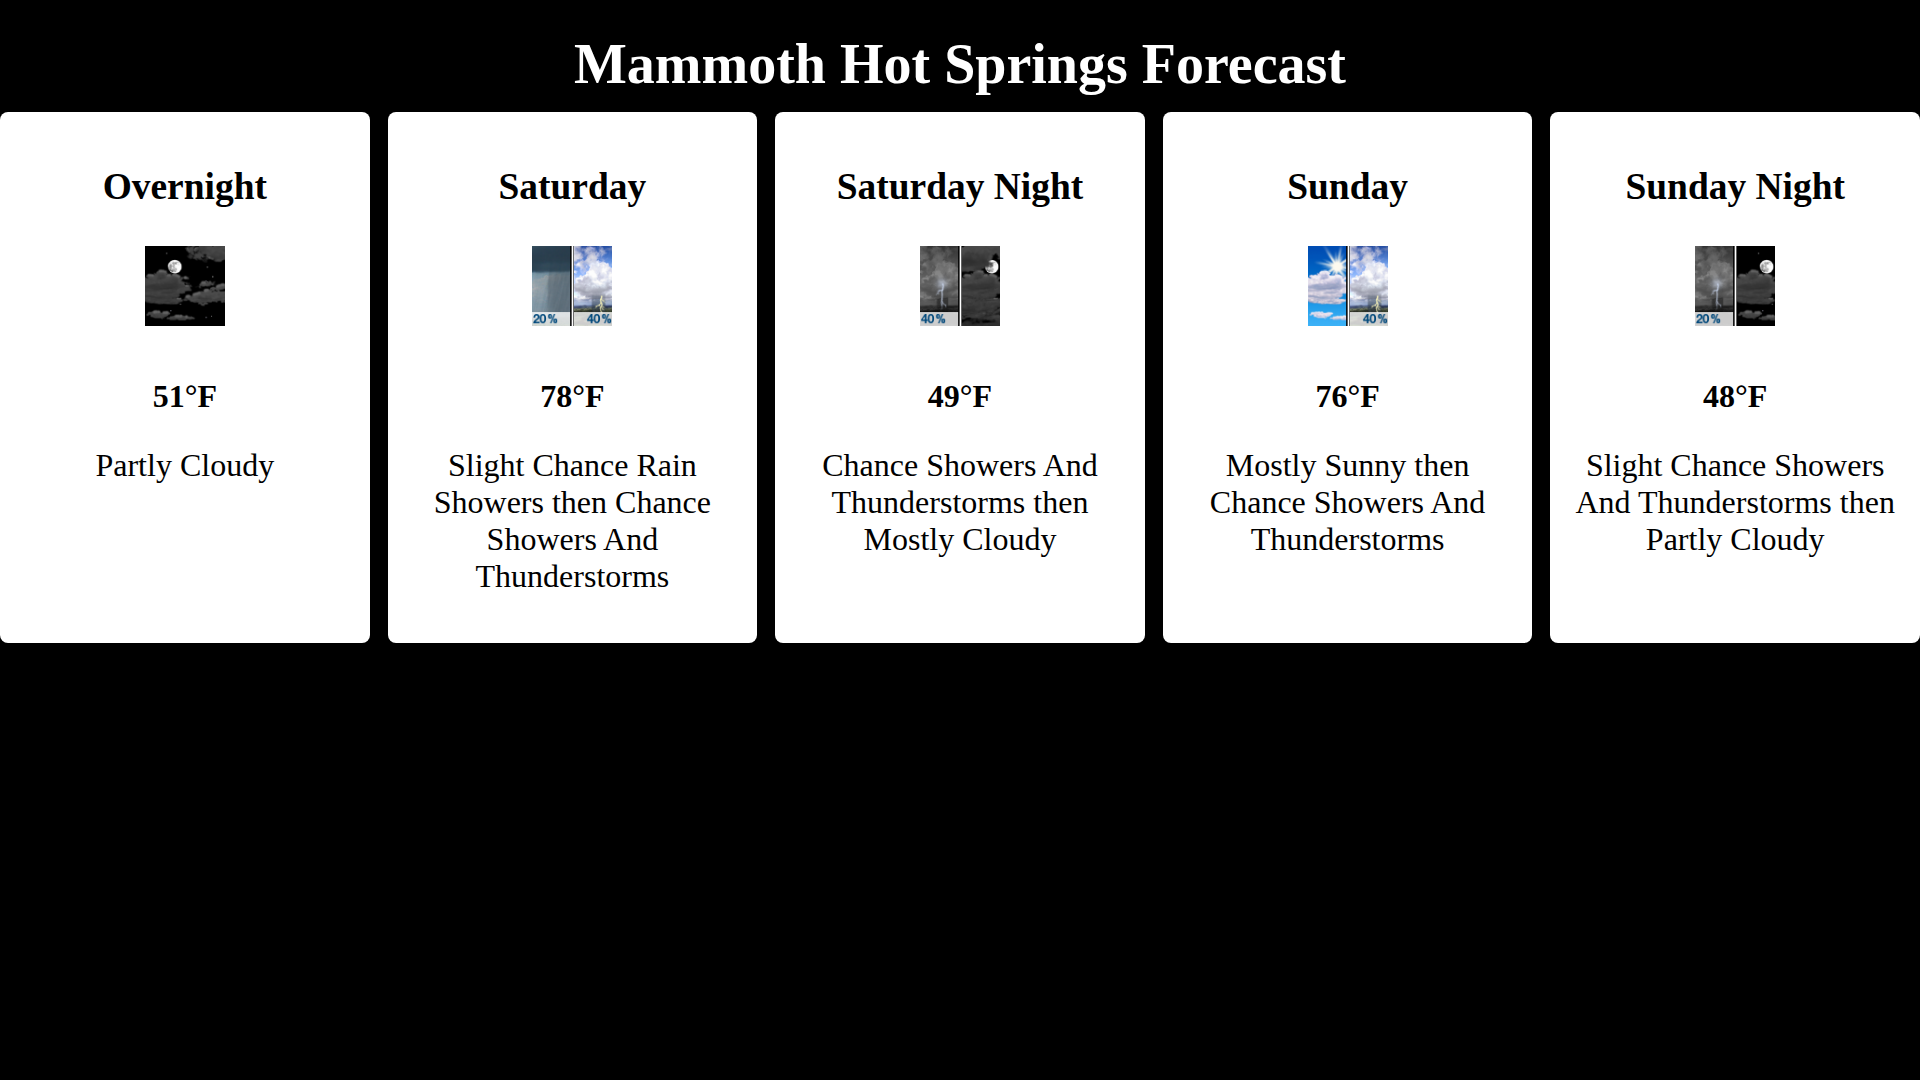 Mammoth Hot Springs Forecast
Overnight
51°F
Partly Cloudy
Saturday
20%
40%
78°F
Slight Chance Rain
Showers then Chance
Showers And
Thunderstorms
Saturday Night
40%
49°F
Chance Showers And
Thunderstorms then
Mostly Cloudy
Sunday
40%
76°F
Mostly Sunny then
Chance Showers And
Thunderstorms
Sunday Night
20%
48°F
Slight Chance Showers
And Thunderstorms then
Partly Cloudy